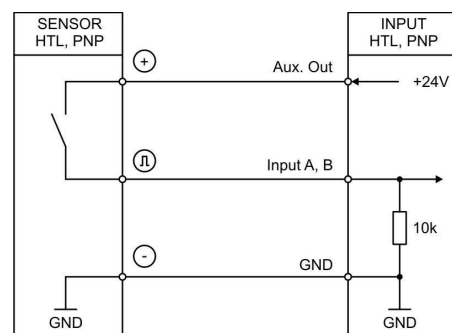 SENSOR
HTL, PNP
INPUT
HTL, PNP
+
Aux. Out
+24V
Input A, B
10k
-
GND
GND
GND